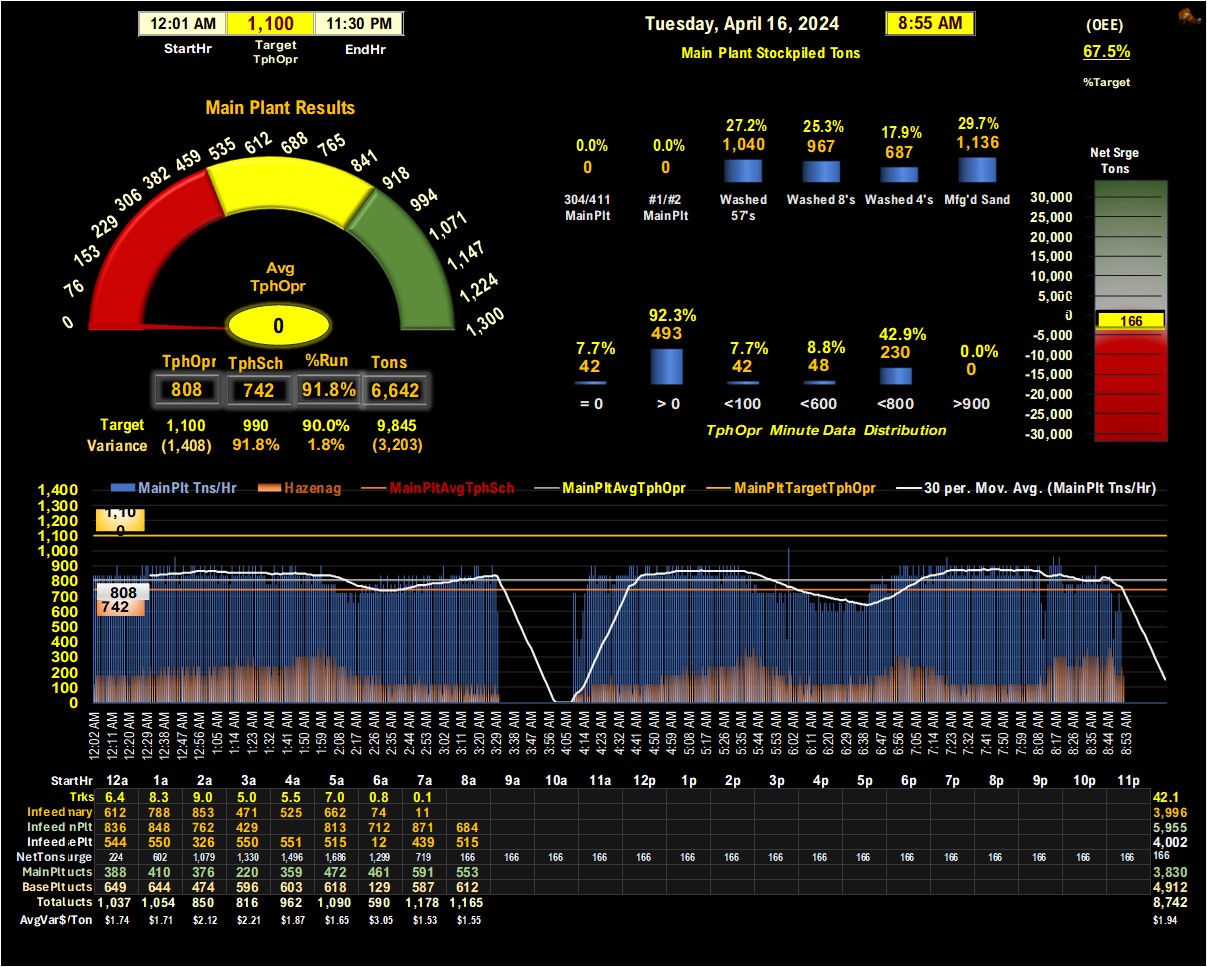 12:01 AM 1,100 11:30 PM
StartHr Target TphOpr EndHr
Tuesday, April 16, 2024 8:55 AM
Main Plant Stockpiled Tons
(OEE)
67.5%
%Target
Main Plant Results
0 76 153 229 306 382 459 535 612 688 765 841 918 994 1,071 1,147 1,224 1,300
Avg
TphOpr
0
TphOpr TphSch %Run Tons
808 742 91.8% 6,642
Target 1,100 990 90.0% 9,845
Variance (1,408) 91.8% 1.8% (3,203)
0.0% 0.0% 27.2% 25.3% 17.9% 29.7%
0 0 1,040 967 687 1,136
304/411 #1/#2 Washed Washed 8's Washed 4's Mfg'd Sand
MainPlt MainPlt 57's
7.7% 92.3% 7.7% 8.8% 42.9% 0.0%
42 493 42 48 230 0
= 0 > 0 <100 <600 <800 >900
TphOpr Minute Data Distribution
Net Srge
Tons
30,000
25,000
20,000
15,000
10,000
5,000
0
166
-5,000
-10,000
-15,000
-20,000
-25,000
-30,000
MainPlt Tns/Hr Hazenag MainPltAvgTphSch MainPltAvgTphOpr MainPltTargetTphOpr 30 per. Mov. Avg. (MainPlt Tns/Hr)
1,400
1,300
1,100
1,100
1,000
900
800
808
700
742
600
500
400
300
200
100
0
12:02 AM 12:11 AM 12:20 AM 12:29 AM 12:38 AM 12:47 AM 12:56 AM 1:05 AM 1:14 AM 1:23 AM 1:32 AM 1:41 AM 1:50 AM 1:59 AM 2:08 AM 2:17 AM 2:26 AM 2:35 AM 2:44 AM 2:53 AM 3:02 AM 3:11 AM 3:20 AM 3:29 AM 3:38 AM 3:47 AM 3:56 AM 4:05 AM 4:14 AM 4:23 AM 4:32 AM 4:41 AM 4:50 AM 4:59 AM 5:08 AM 5:17 AM 5:26 AM 5:35 AM 5:44 AM 5:53 AM 6:02 AM 6:11 AM 6:20 AM 6:29 AM 6:38 AM 6:47 AM 6:56 AM 7:05 AM 7:14 AM 7:23 AM 7:32 AM 7:41 AM 7:50 AM 7:59 AM 8:08 AM 8:17 AM 8:26 AM 8:35 AM 8:44 AM 8:53 AM
StartHr 12a 1a 2a 3a 4a 5a 6a 7a 8a 9a 10a 11a 12p 1p 2p 3p 4p 5p 6p 7p 8p 9p 10p 11p
Trks 6.4 8.3 9.0 5.0 5.5 7.0 0.8 0.1 42.1
Infeed mary 612 788 853 471 525 662 74 11 3,996
Infeed nPlt 836 848 762 429 813 712 871 684 5,955
Infeed ePlt 544 550 326 550 551 515 12 439 515 4,002
NetTons urge 224 602 1,079 1,330 1,496 1,686 1,299 719 166 166 166 166 166 166 166 166 166 166 166 166 166 166 166 166 166
MainPlt ucts 388 410 376 220 359 472 461 591 553 3,830
BasePlt ucts 649 644 474 596 603 618 129 587 612 4,912
Total ucts 1,037 1,054 850 816 962 1,090 590 1,178 1,165 8,742
AvgVar$/Ton $1.74 $1.71 $2.12 $2.21 $1.87 $1.65 $3.05 $1.53 $1.55 $1.94